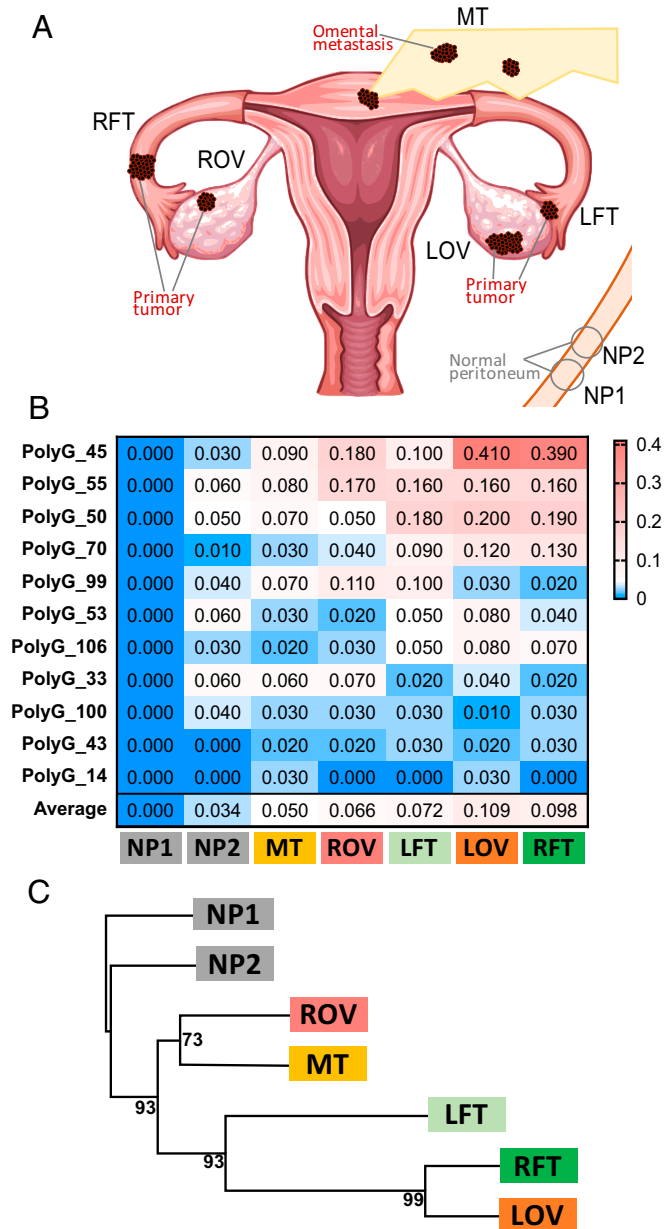 A
MT
Omental
metastasis
RFT
ROV
LFT
LOV
Primary
tumor
Primary
tumor
NP2
Normal
peritoneum
NP1
B
PolyG_45 0.000 0.030 0.090 0.180 0.100 0.410 0.390
PolyG_55 0.000 0.060 0.080 0.170 0.160 0.160 0.160
PolyG_50 0.000 0.050 0.070 0.050 0.180 0.200 0.190
PolyG_70 0.000 0.010 0.030 0.040 0.090 0.120 0.130
PolyG_99 0.000 0.040 0.070 0.110 0.100 0.030 0.020
PolyG_53 0.000 0.060 0.030 0.020 0.050 0.080 0.040
PolyG_106 0.000 0.030 0.020 0.030 0.050 0.080 0.070
PolyG_33 0.000 0.060 0.060 0.070 0.020 0.040 0.020
PolyG_100 0.000 0.040 0.030 0.030 0.030 0.010 0.030
PolyG_43 0.000 0.000 0.020 0.020 0.030 0.020 0.030
PolyG_14 0.000 0.000 0.030 0.000 0.000 0.030 0.000
Average 0.000 0.034 0.050 0.066 0.072 0.109 0.098
NP1 NP2 MT ROV LFT LOV RFT
0.4
0.3
0.2
0.1
0
C
NP1
NP2
ROV
73
MT
93
LFT
93
RFT
99
LOV